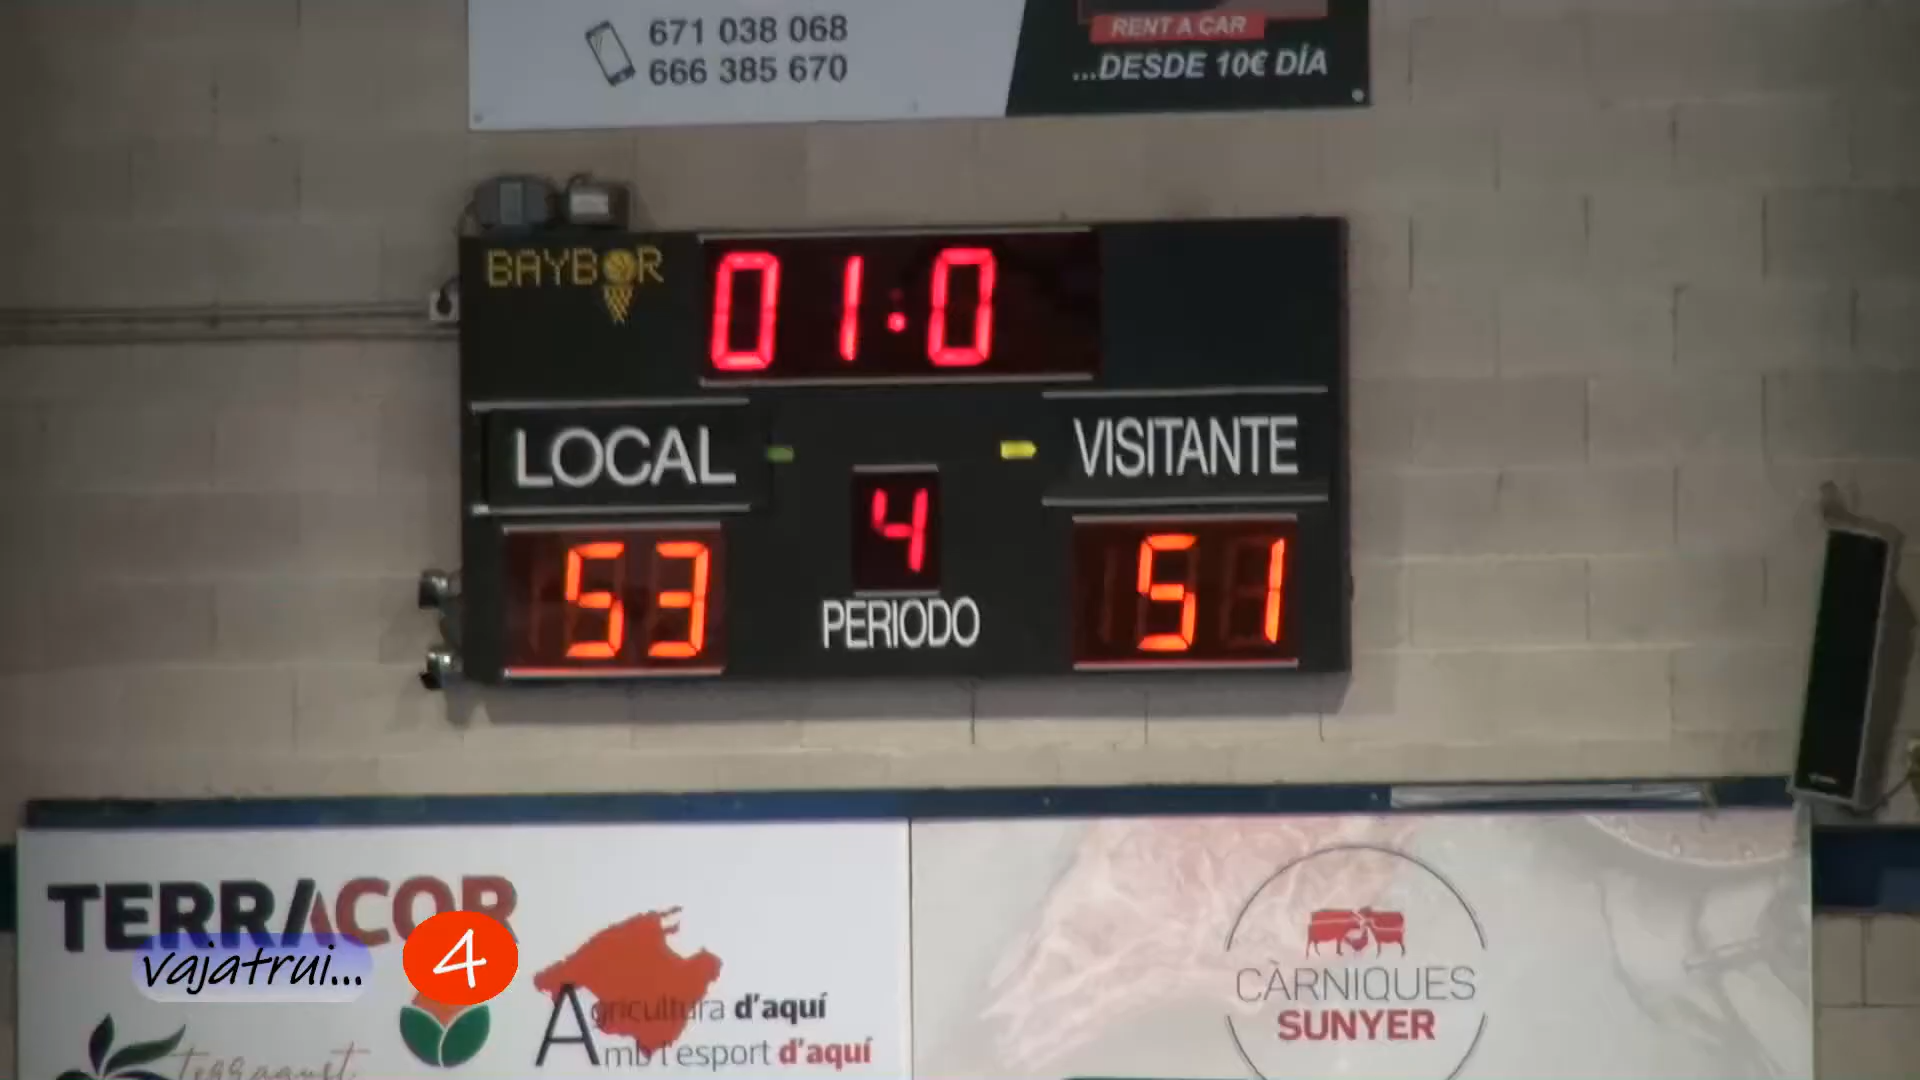 671 038 068
666 385 670
RENT A CAR
...DESDE 10€ DÍA
BAYBOR
01:0
LOCAL
VISITANTE
4
53
51
PERIODO
TERRACOR
vajatrui...
4
Agricultura d'aquí
Amb l'esport d'aquí
CÀRNIQUES
SUNYER